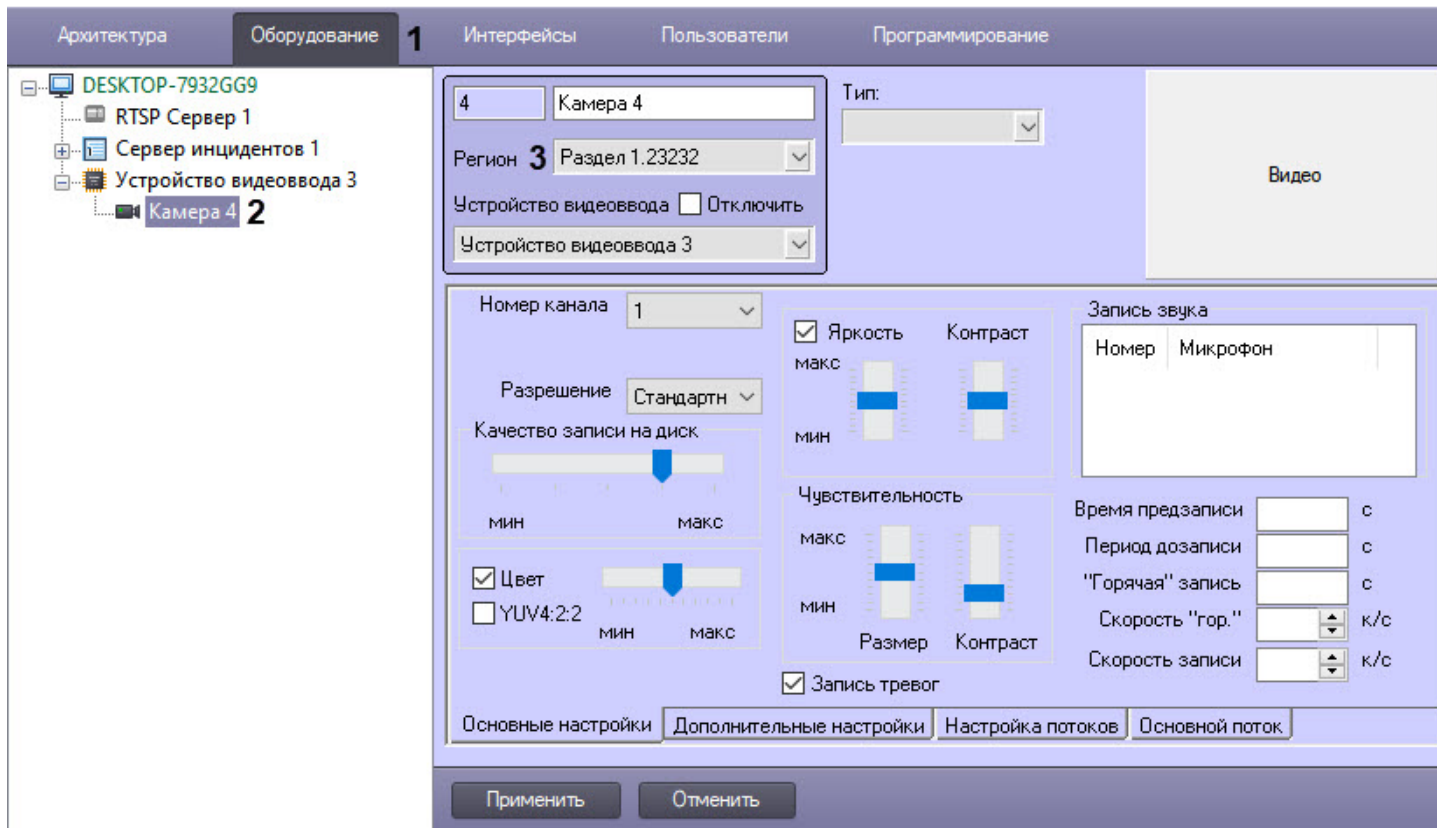 Архитектура Оборудование 1 Интерфейсы Пользователи Программирование
DESKTOP-7932GG9
RTSP Сервер 1
Сервер инцидентов 1
Устройство видеоввода 3
Камера 4 2
4 Камера 4
Регион 3 Раздел 1.23232
Устройство видеоввода Отключить
Устройство видеоввода 3
Тип:
Видео
Номер канала 1
Разрешение Стандартн
Качество записи на диск
мин макс
Цвет
YUV4:2:2
мин макс
Яркость Контраст
макс
мин
Чувствительность
макс
мин
Размер Контраст
Запись тревог
Запись звука
Номер Микрофон
Время предзаписи с
Период дозаписи с
"Горячая" запись с
Скорость "гор." к/с
Скорость записи к/с
Основные настройки Дополнительные настройки Настройка потоков Основной поток
Применить Отменить